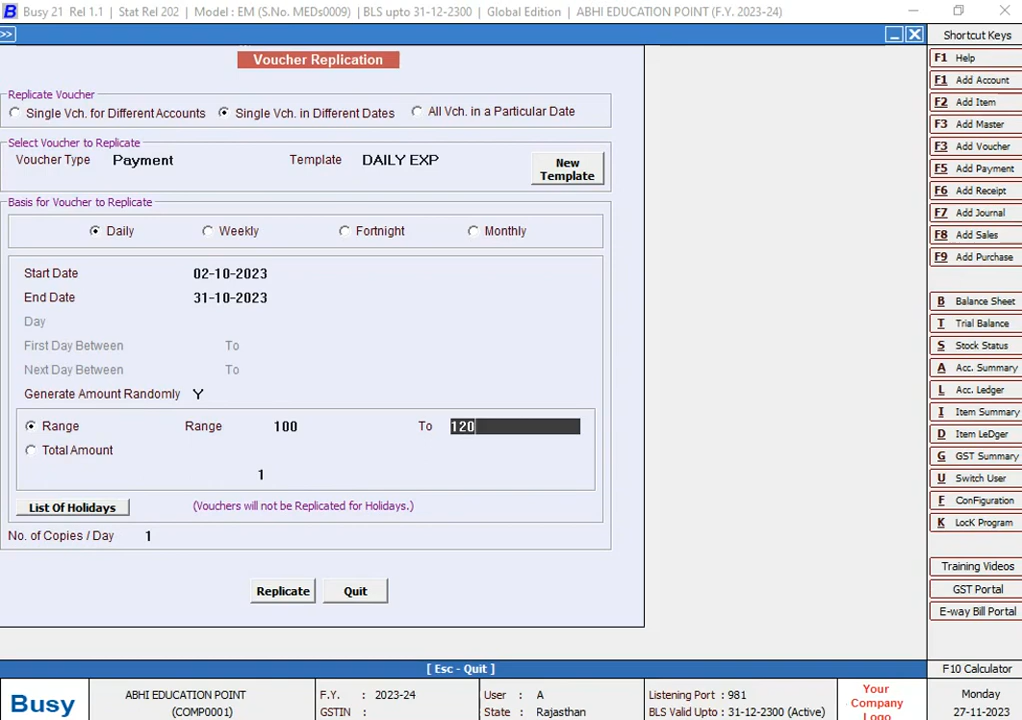 B Busy 21 Rel 1.1 | Stat Rel 202 | Model : EM (S.No. MEDs0009) | BLS upto 31-12-2300 | Global Edition | ABHI EDUCATION POINT (F.Y. 2023-24)
>>
Voucher Replication
Replicate Voucher
Single Vch. for Different Accounts Single Vch. in Different Dates All Vch. in a Particular Date
Select Voucher to Replicate
Voucher Type Payment Template DAILY EXP New Template
Basis for Voucher to Replicate
Daily Weekly Fortnight Monthly
Start Date 02-10-2023
End Date 31-10-2023
Day
First Day Between To
Next Day Between To
Generate Amount Randomly Y
Range Range 100 To 120
Total Amount
1
List Of Holidays (Vouchers will not be Replicated for Holidays.)
No. of Copies / Day 1
Replicate Quit
Shortcut Keys
F1 Help
F1 Add Account
F2 Add Item
F3 Add Master
F3 Add Voucher
F5 Add Payment
F6 Add Receipt
F7 Add Journal
F8 Add Sales
F9 Add Purchase
B Balance Sheet
T Trial Balance
S Stock Status
A Acc. Summary
L Acc. Ledger
I Item Summary
D Item LeDger
G GST Summary
U Switch User
F ConFiguration
K LocK Program
Training Videos
GST Portal
E-way Bill Portal
[ Esc - Quit ]
F10 Calculator
Busy
ABHI EDUCATION POINT
(COMP0001)
F.Y. : 2023-24
GSTIN :
User : A
State : Rajasthan
Listening Port : 981
BLS Valid Upto : 31-12-2300 (Active)
Your
Company
Logo
Monday
27-11-2023